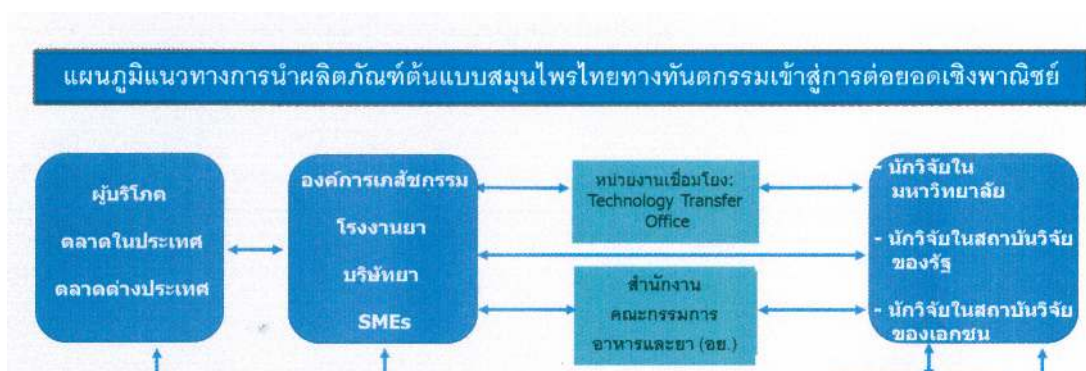 แผนภูมิแนวทางการนำผลิตภัณฑ์ต้นแบบสมุนไพรไทยทางทันตกรรมเข้าสู่การต่อยอดเชิงพาณิชย์
ผู้บริโภค
ตลาดในประเทศ
ตลาดต่างประเทศ
องค์การเภสัชกรรม
โรงงานยา
บริษัทยา
SMEs
หน่วยงานเชื่อมโยง:
Technology Transfer
Office
สำนักงาน
คณะกรรมการ
อาหารและยา (อย.)
- นักวิจัยใน
มหาวิทยาลัย
- นักวิจัยในสถาบันวิจัย
ของรัฐ
- นักวิจัยในสถาบันวิจัย
ของเอกชน